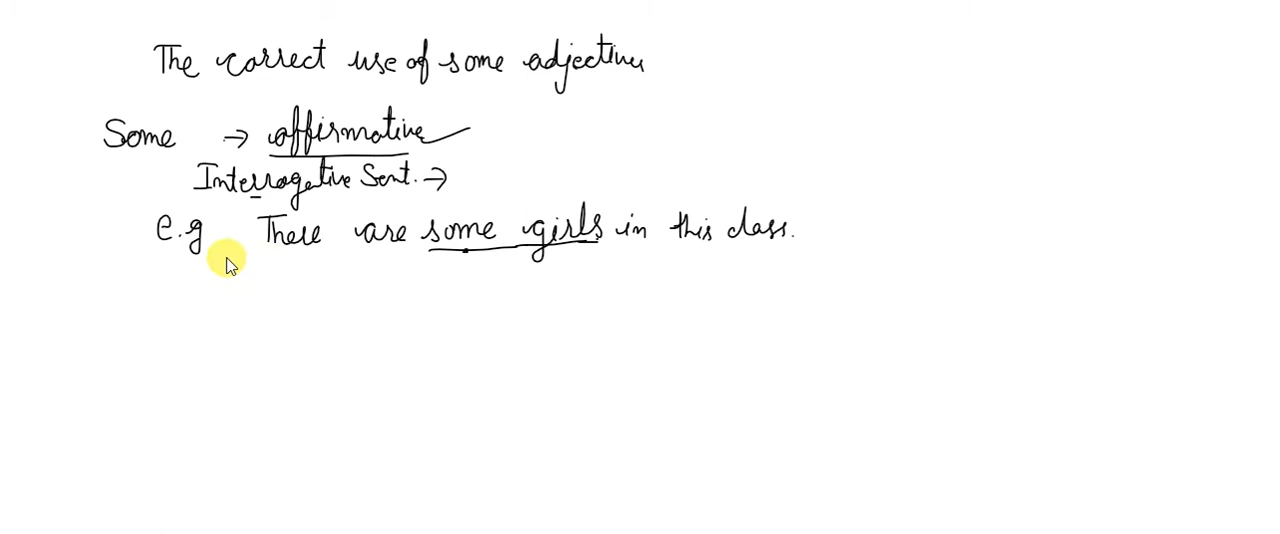 The correct use of some adjectives
Some → affirmative
Interrogative Sent. →
e.g There are some girls in this class.